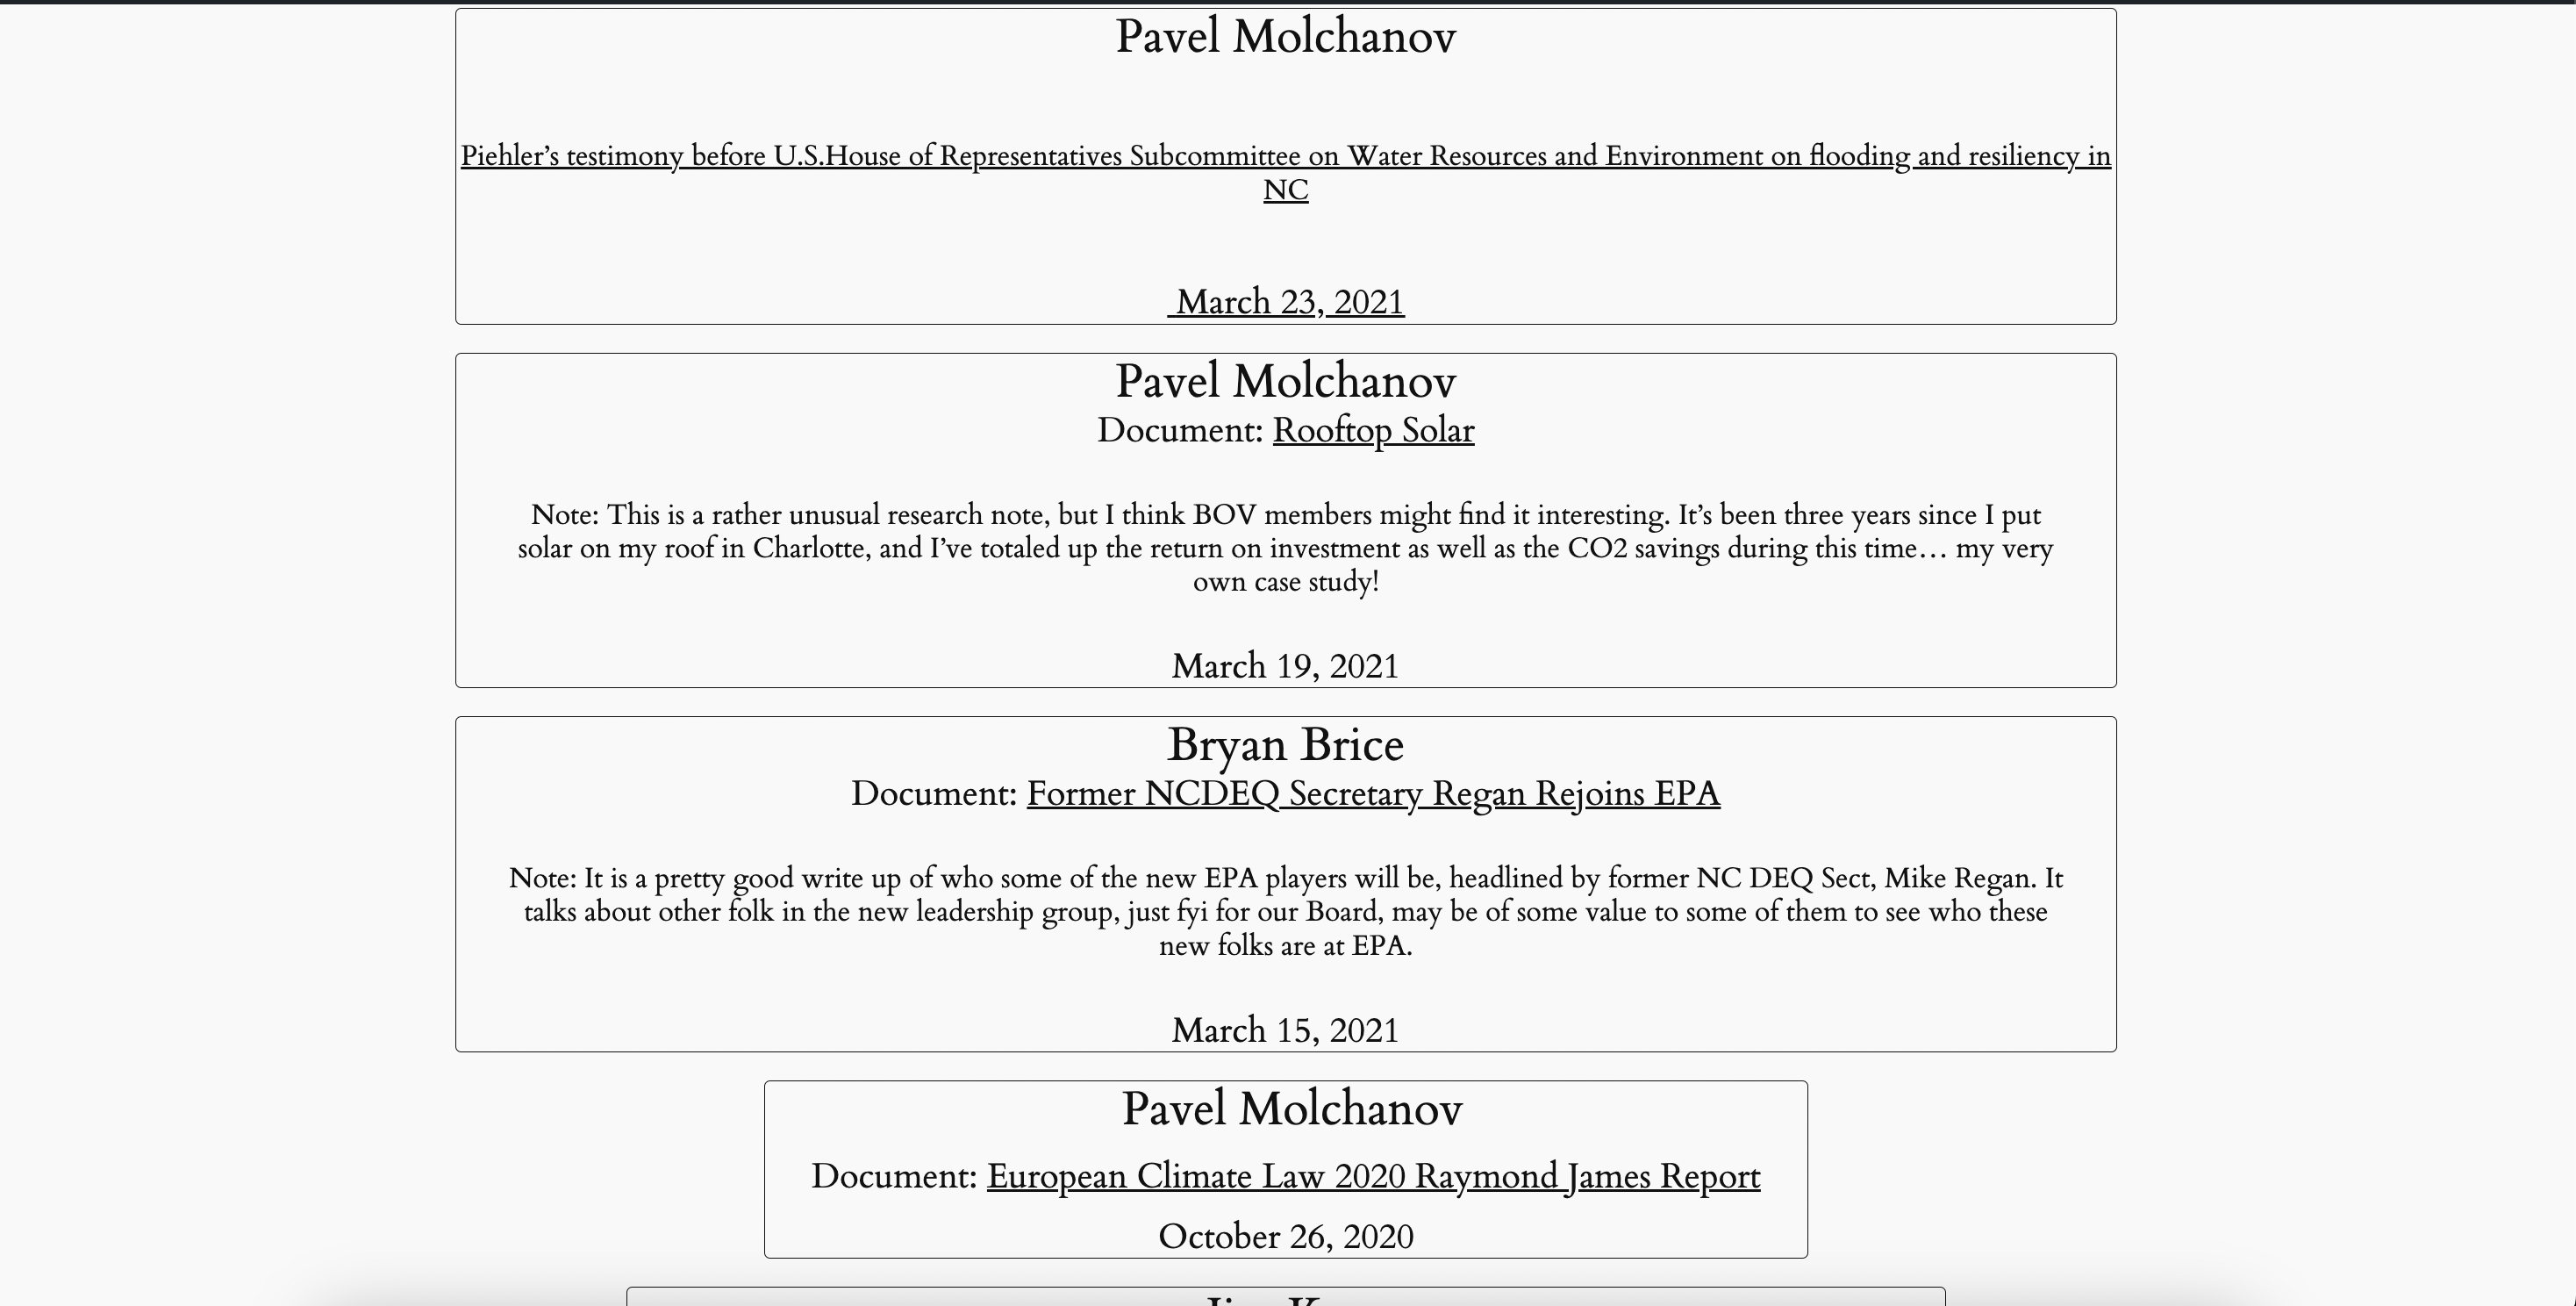 Pavel Molchanov
Piehler’s testimony before U.S.House of Representatives Subcommittee on Water Resources and Environment on flooding and resiliency in
NC
March 23, 2021
Pavel Molchanov
Document: Rooftop Solar
Note: This is a rather unusual research note, but I think BOV members might find it interesting. It’s been three years since I put
solar on my roof in Charlotte, and I’ve totaled up the return on investment as well as the CO2 savings during this time… my very
own case study!
March 19, 2021
Bryan Brice
Document: Former NCDEQ Secretary Regan Rejoins EPA
Note: It is a pretty good write up of who some of the new EPA players will be, headlined by former NC DEQ Sect, Mike Regan. It
talks about other folk in the new leadership group, just fyi for our Board, may be of some value to some of them to see who these
new folks are at EPA.
March 15, 2021
Pavel Molchanov
Document: European Climate Law 2020 Raymond James Report
October 26, 2020